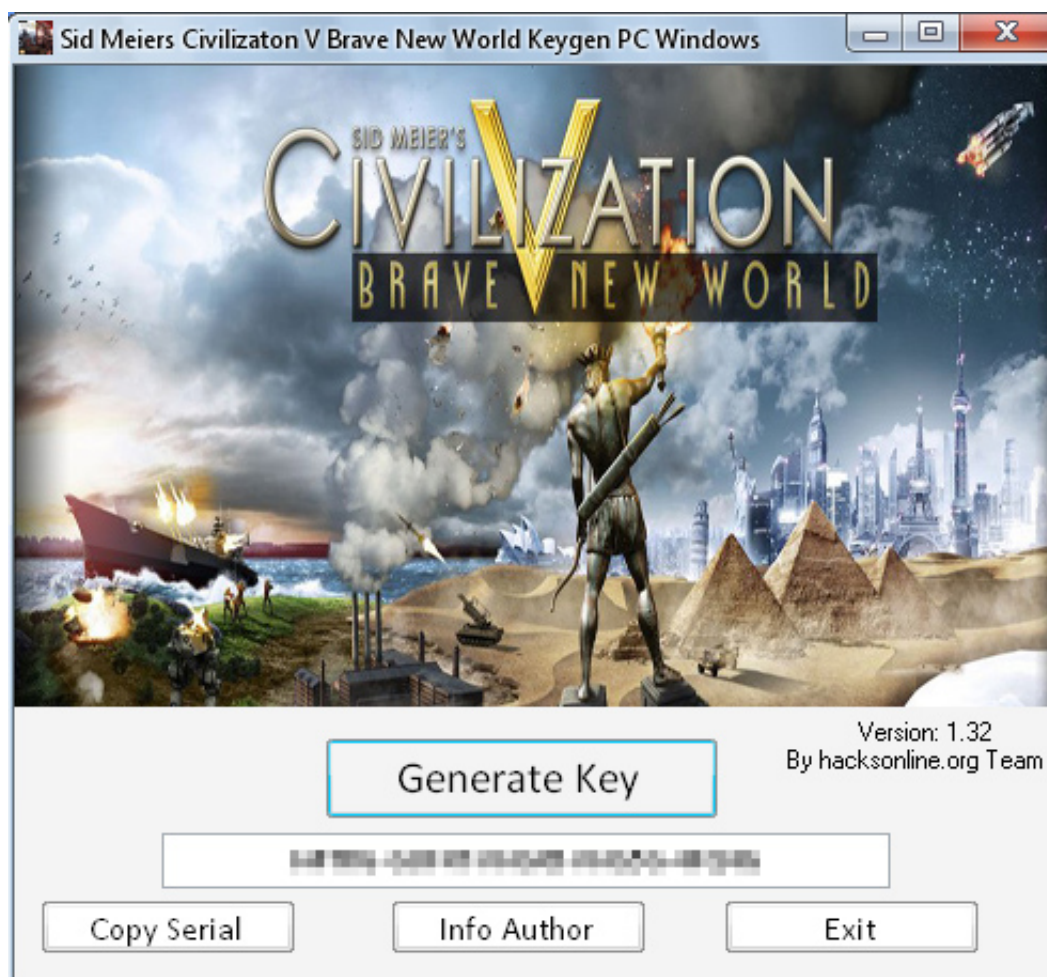 Sid Meiers Civilizaton V Brave New World Keygen PC Windows
SID MEIER'S
CIVILIZATION
V
BRAVE NEW WORLD
Version: 1.32
By hacksonline.org Team
Generate Key
Copy Serial
Info Author
Exit